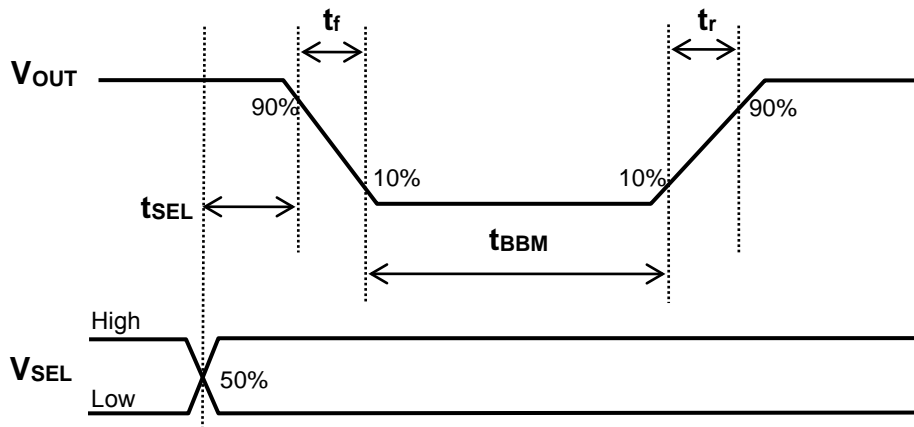 tf
tr
VOUT
90%
90%
10%
10%
tSEL
tBBM
High
VSEL
50%
Low